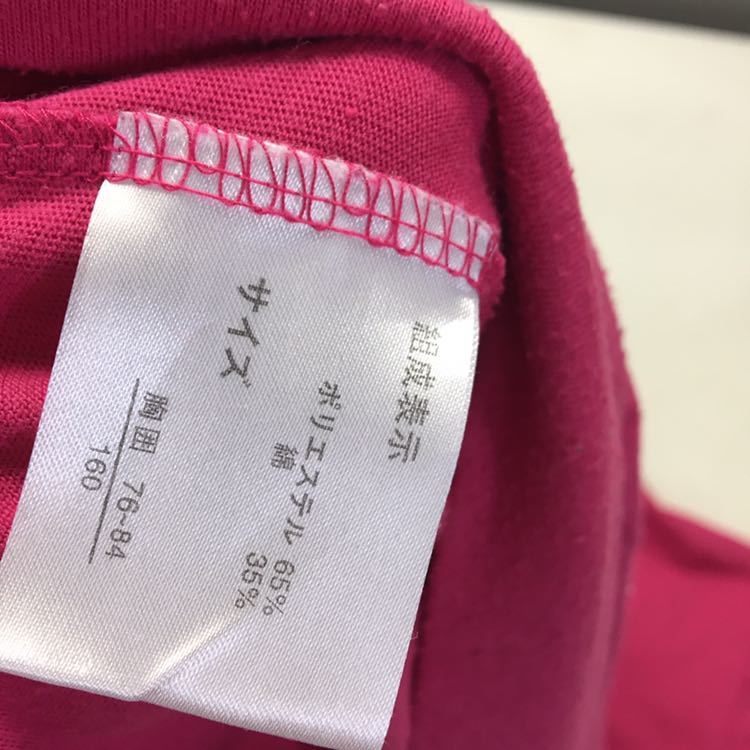 組成表示
ポリエステル 65%
綿 35%
サイズ
胸囲 76~84
160